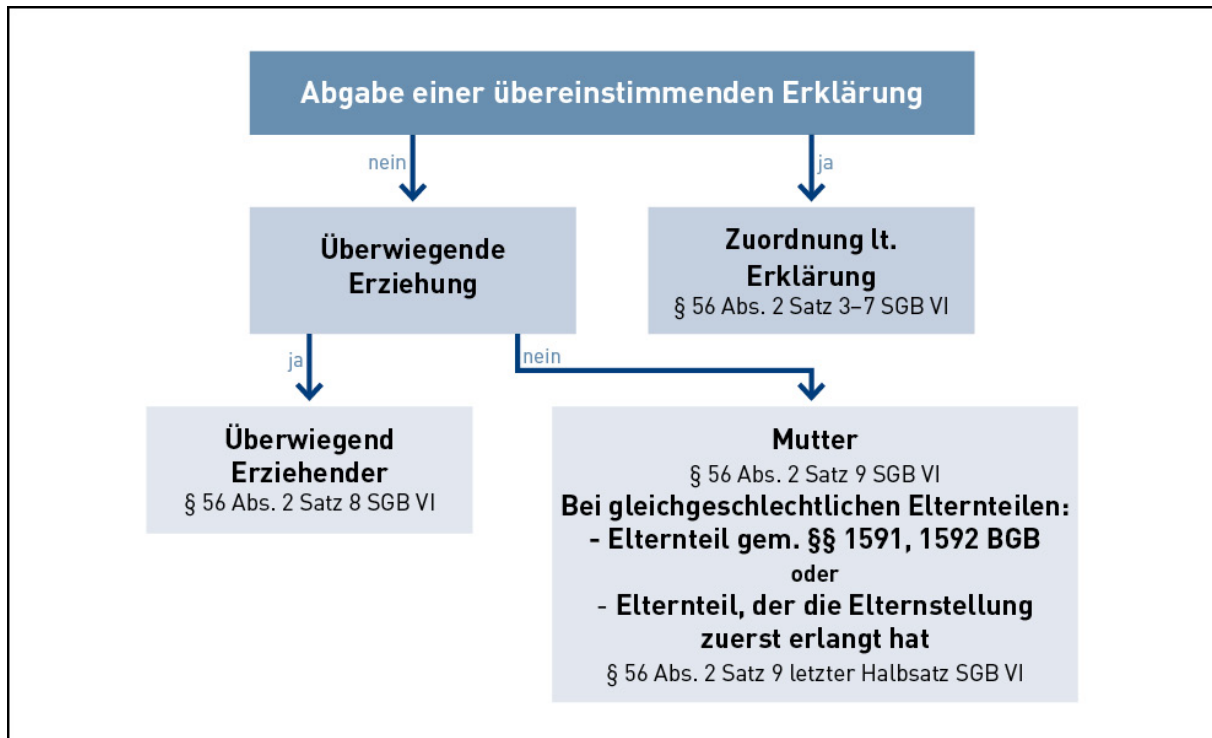 Abgabe einer übereinstimmenden Erklärung
nein
ja
Überwiegende
Erziehung
Zuordnung lt.
Erklärung
§ 56 Abs. 2 Satz 3–7 SGB VI
ja
nein
Überwiegend
Erziehender
§ 56 Abs. 2 Satz 8 SGB VI
Mutter
§ 56 Abs. 2 Satz 9 SGB VI
Bei gleichgeschlechtlichen Elternteilen:
- Elternteil gem. §§ 1591, 1592 BGB
oder
- Elternteil, der die Elternstellung
zuerst erlangt hat
§ 56 Abs. 2 Satz 9 letzter Halbsatz SGB VI